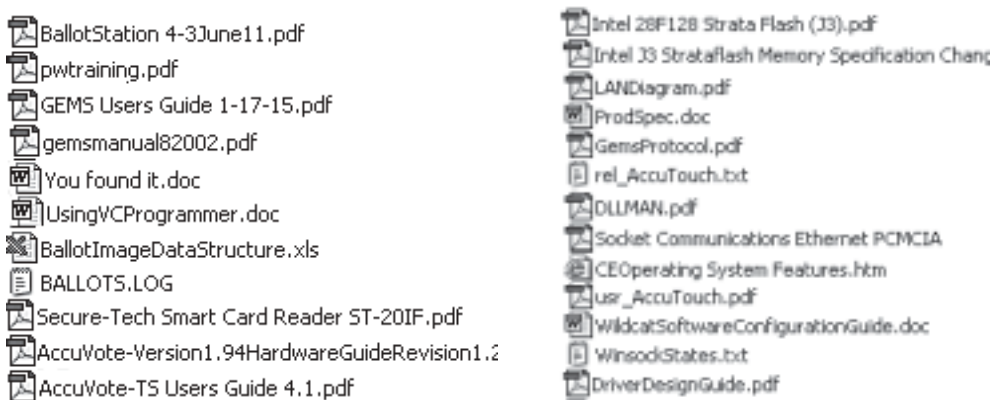 BallotStation 4-3June11.pdf
pwtraining.pdf
GEMS Users Guide 1-17-15.pdf
gemsmanual82002.pdf
You found it.doc
UsingVCProgrammer.doc
BallotImageDataStructure.xls
BALLOTS.LOG
Secure-Tech Smart Card Reader ST-20IF.pdf
AccuVote-Version1.94HardwareGuideRevision1.2
AccuVote-TS Users Guide 4.1.pdf
Intel 28F128 Strata Flash (J3).pdf
Intel J3 Strataflash Memory Specification Chang
LANDiagram.pdf
ProdSpec.doc
GemsProtocol.pdf
rel_AccuTouch.txt
DLLMAN.pdf
Socket Communications Ethernet PCMCIA
CEOperating System Features.htm
usr_AccuTouch.pdf
WildcatSoftwareConfigurationGuide.doc
WinsockStates.txt
DriverDesignGuide.pdf